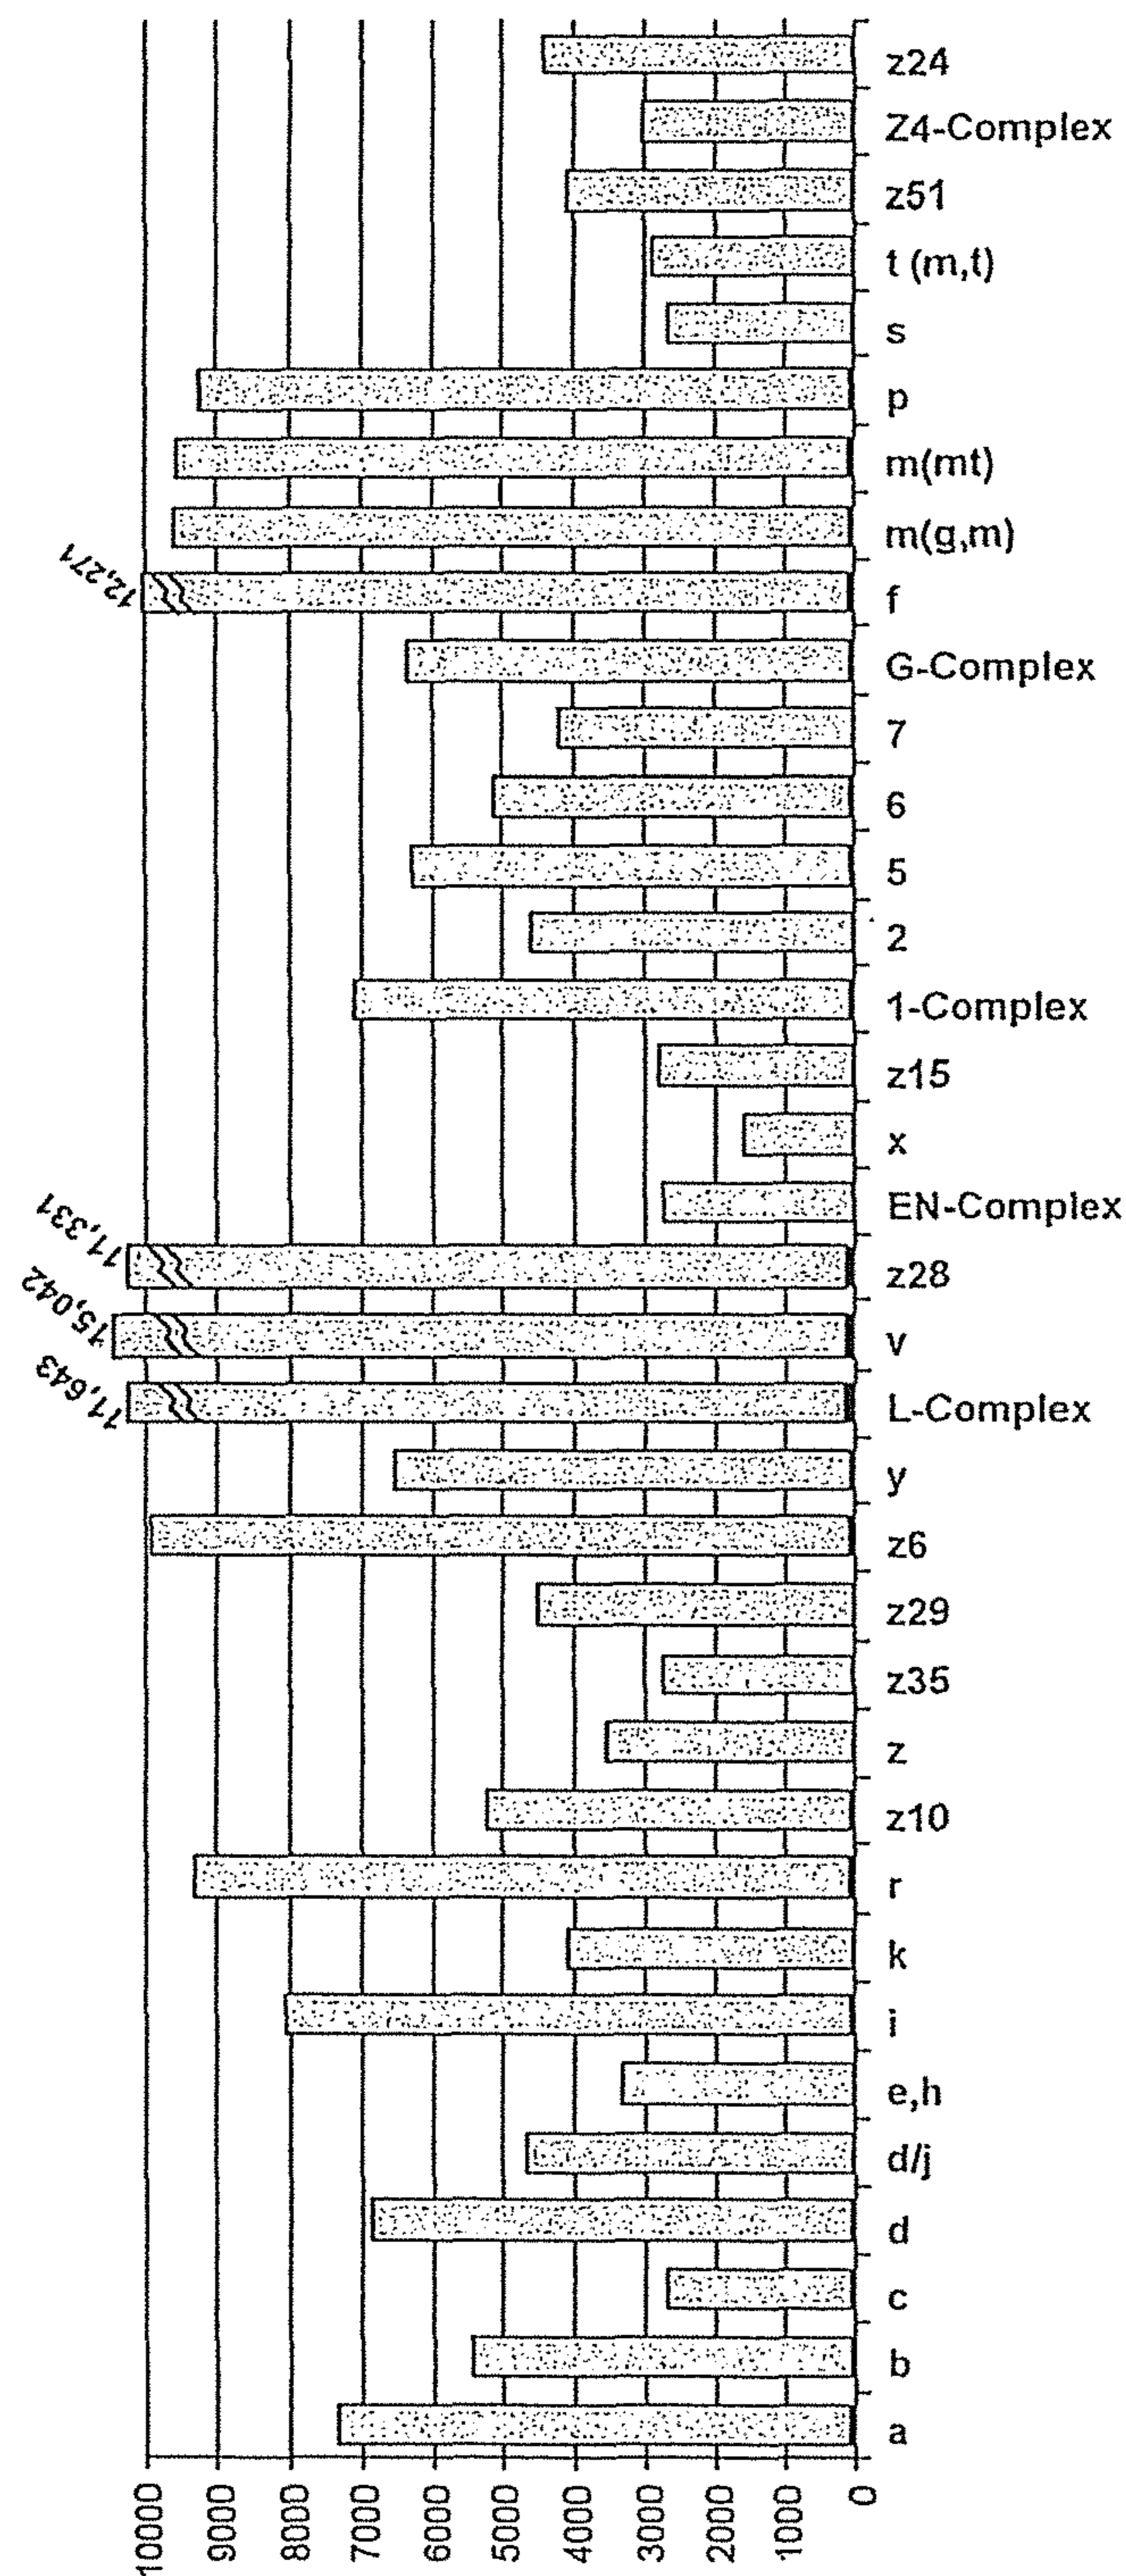 z24
Z4-Complex
z51
t (m,t)
s
p
m(mt)
m(g,m)
12,271
f
G-Complex
7
6
5
2
1-Complex
z15
x
EN-Complex
11,331
z28
15,042
v
11,643
L-Complex
y
z6
z29
z35
z
z10
r
k
i
e,h
d/j
d
c
b
a
10000
9000
8000
7000
6000
5000
4000
3000
2000
1000
0